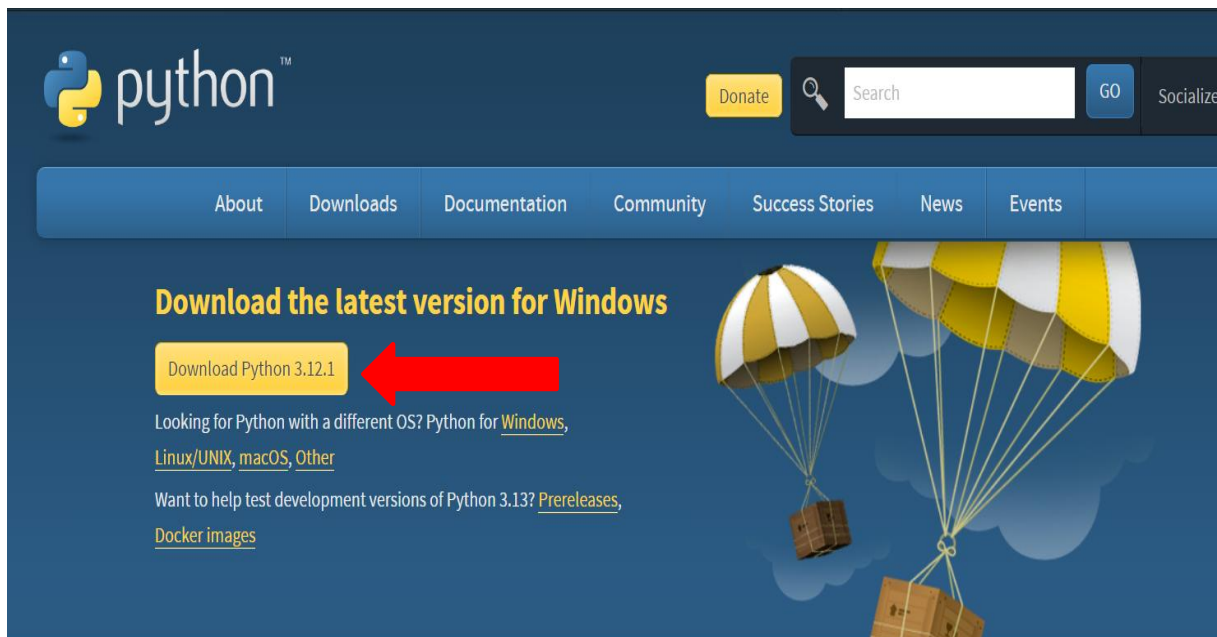 python™
Donate
Search
GO
Socialize
About
Downloads
Documentation
Community
Success Stories
News
Events
Download the latest version for Windows
Download Python 3.12.1
Looking for Python with a different OS? Python for Windows,
Linux/UNIX, macOS, Other
Want to help test development versions of Python 3.13? Prereleases,
Docker images